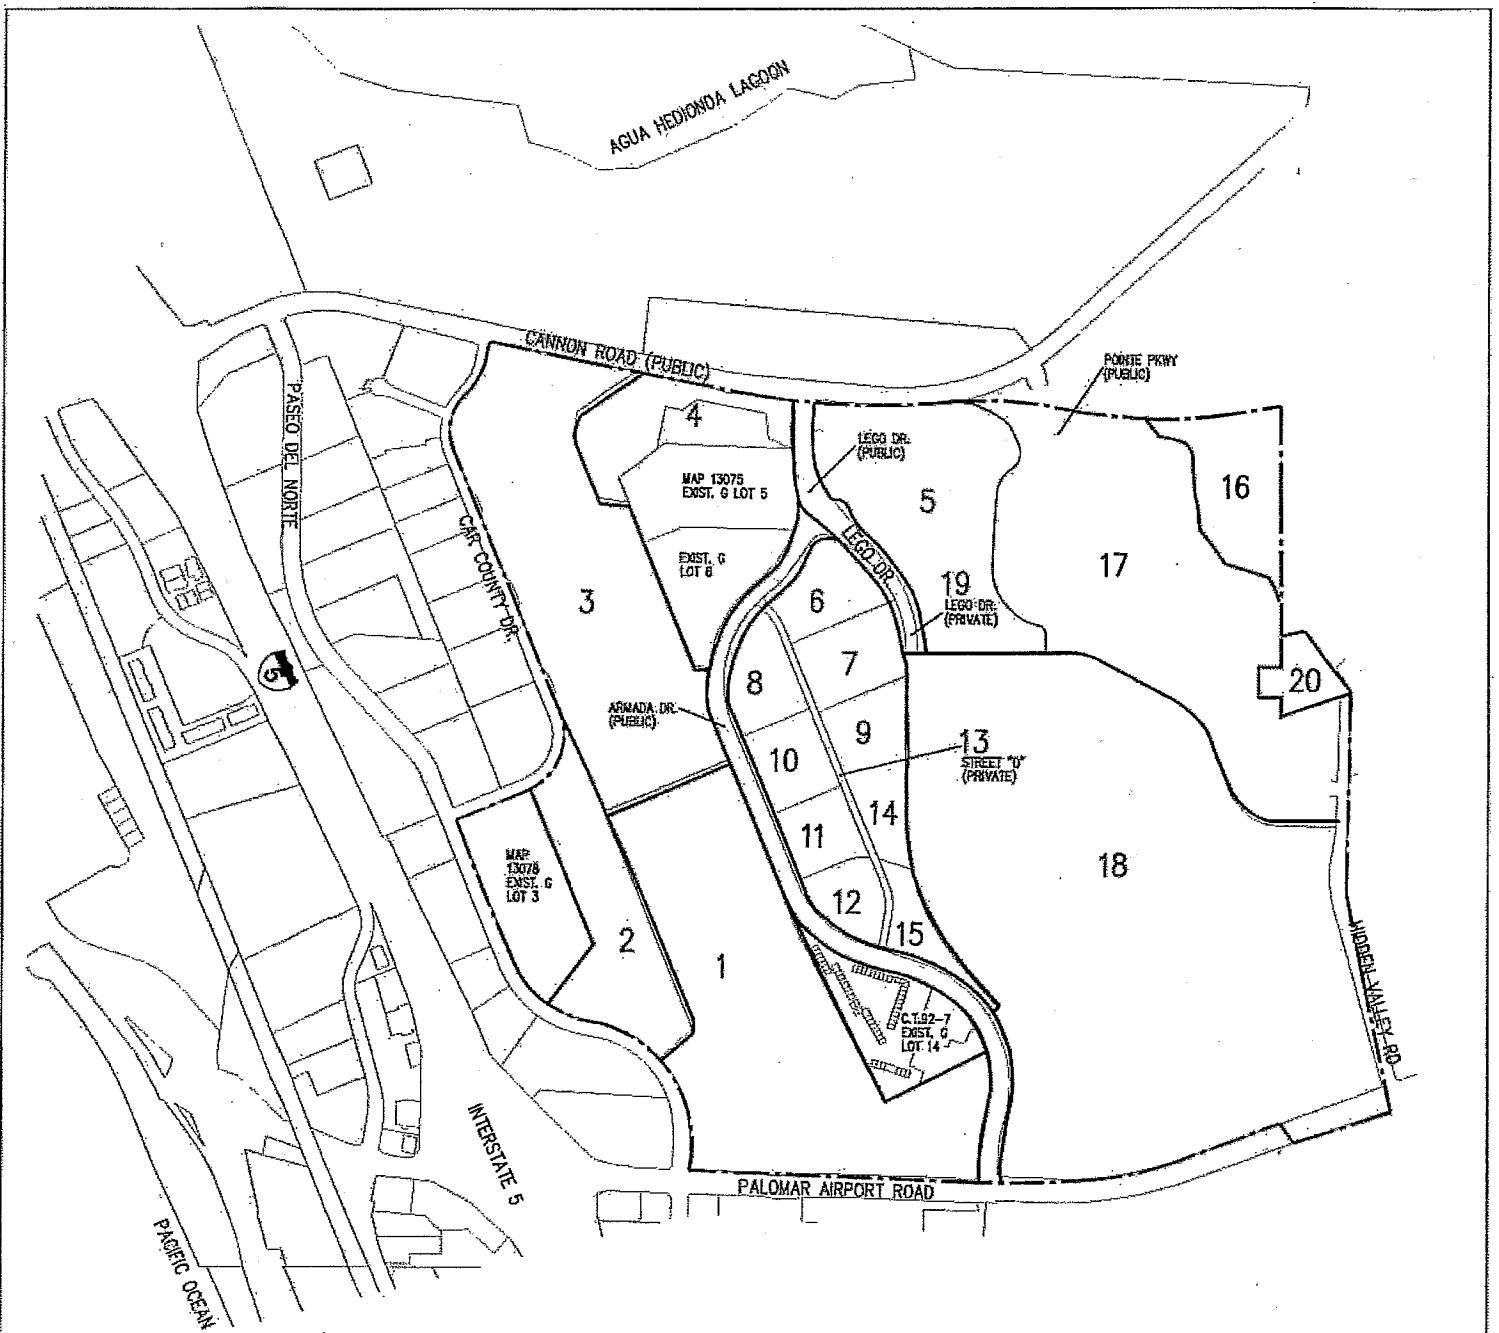 AGUA HEDIONDA LAGOON
CANNON ROAD (PUBLIC)
POINTE PKWY
(PUBLIC)
PASEO DEL NORTE
4
LEGO DR.
(PUBLIC)
MAP 13075
EXIST. G LOT 5
5
16
CAR COUNTY DR.
EXIST. G
LOT 6
LEGO DR
17
3
6
19
LEGO DR.
(PRIVATE)
5
7
8
20
ARMADA DR.
(PUBLIC)
9
13
STREET "D"
(PRIVATE)
10
14
11
18
MAP
13078
EXIST. G
LOT 3
12
2
1
15
HIDDEN VALLEY RD
C.T.92-7
EXIST. G
LOT 14
INTERSTATE 5
PALOMAR AIRPORT ROAD
PACIFIC OCEAN